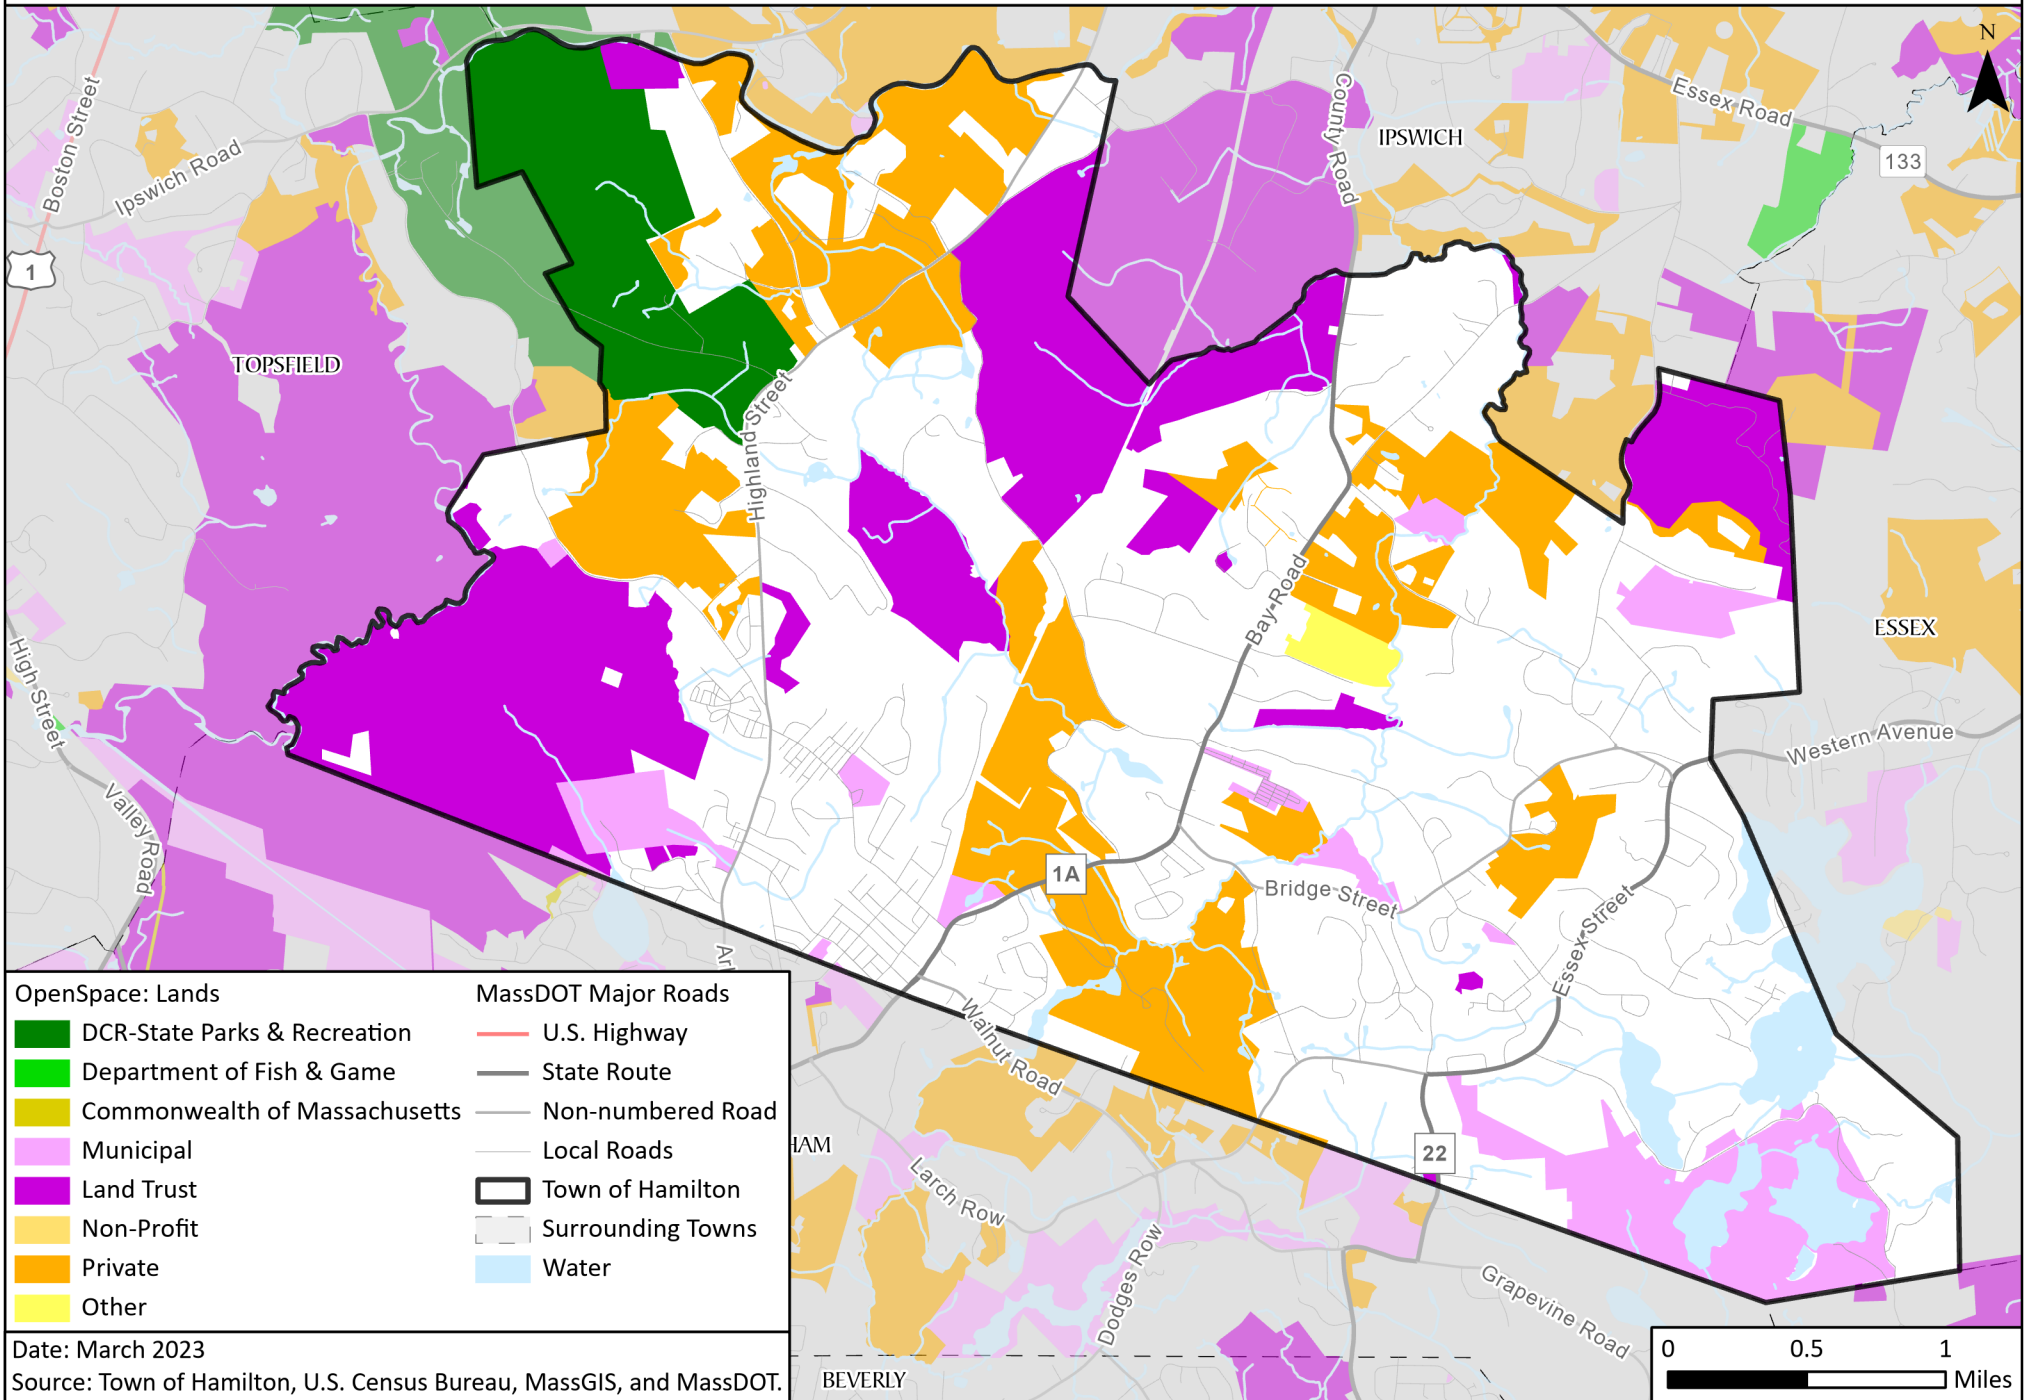 N
Boston Street
Ipswich Road
1
County Road
IPSWICH
Essex Road
133
TOPSFIELD
Highland Street
Bay Road
ESSEX
High Street
Valley Road
Western Avenue
1A
Bridge Street
Essex Street
Arl
Walnut Road
22
HAM
Larch Row
Dodges Row
Grapevine Road
BEVERLY
OpenSpace: Lands
DCR-State Parks & Recreation
Department of Fish & Game
Commonwealth of Massachusetts
Municipal
Land Trust
Non-Profit
Private
Other
MassDOT Major Roads
U.S. Highway
State Route
Non-numbered Road
Local Roads
Town of Hamilton
Surrounding Towns
Water
Date: March 2023
Source: Town of Hamilton, U.S. Census Bureau, MassGIS, and MassDOT.
0 0.5 1
Miles